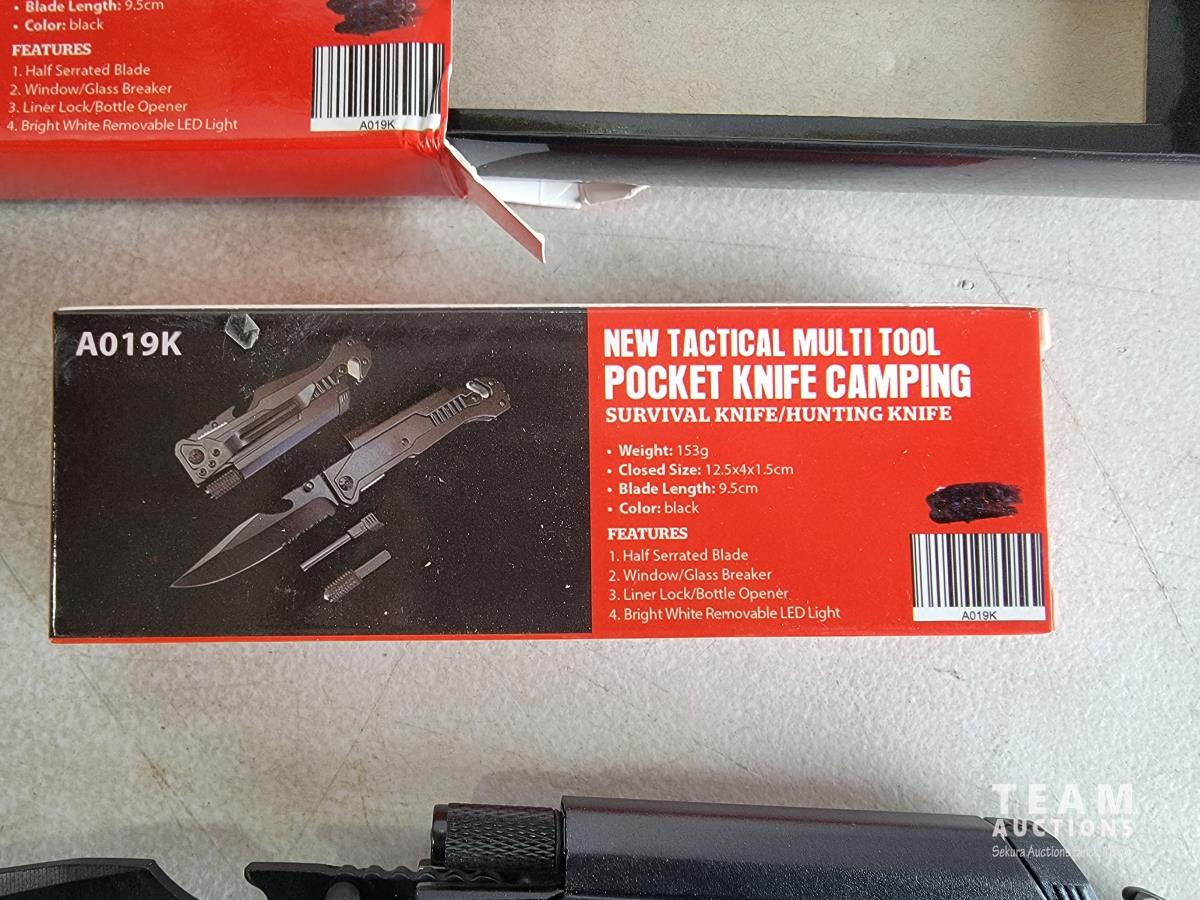 • Blade Length: 9.5cm
• Color: black
FEATURES
1. Half Serrated Blade
2. Window/Glass Breaker
3. Liner Lock/Bottle Opener
4. Bright White Removable LED Light
A019K
A019K
NEW TACTICAL MULTI TOOL
POCKET KNIFE CAMPING
SURVIVAL KNIFE/HUNTING KNIFE
• Weight: 153g
• Closed Size: 12.5x4x1.5cm
• Blade Length: 9.5cm
• Color: black
FEATURES
1. Half Serrated Blade
2. Window/Glass Breaker
3. Liner Lock/Bottle Opener
4. Bright White Removable LED Light
A019K
TEAM
AUCTIONS
Sekura Auctions